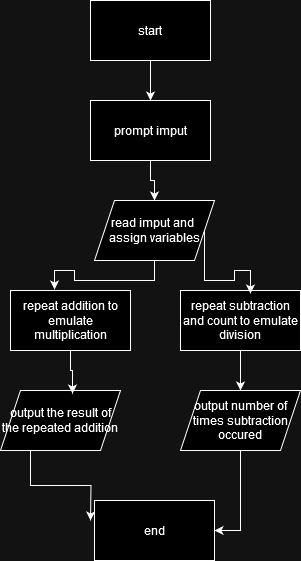 start
prompt imput
read imput and
assign variables
repeat addition to
emulate
multiplication
repeat subtraction
and count to emulate
division
output the result of
the repeated addition
output number of
times subtraction
occured
end